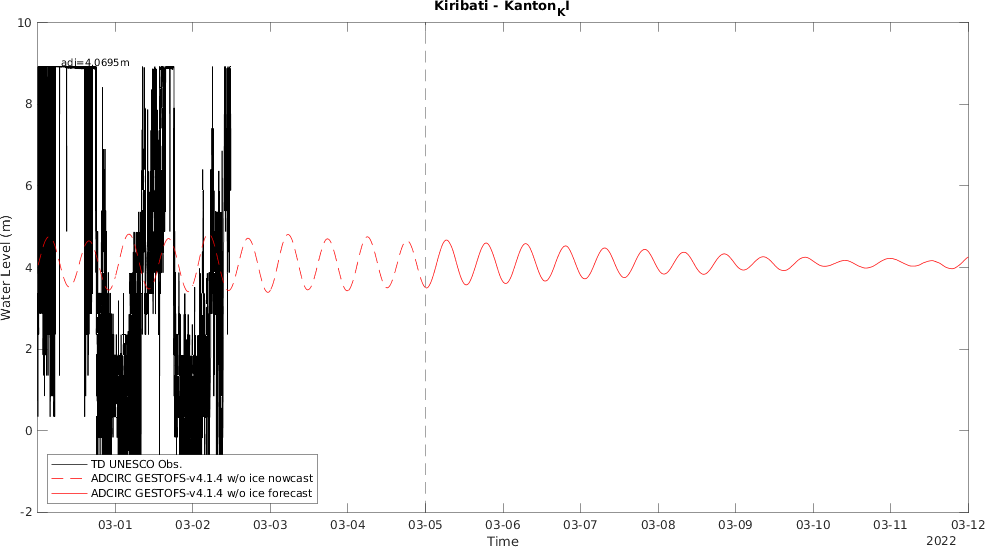 Kiribati - KantonKI
10
8
6
4
2
0
-2
Water Level (m)
adj=4.0695m
TD UNESCO Obs.
ADCIRC GESTOFS-v4.1.4 w/o ice nowcast
ADCIRC GESTOFS-v4.1.4 w/o ice forecast
03-01 03-02 03-03 03-04 03-05 03-06 03-07 03-08 03-09 03-10 03-11 03-12
Time
2022